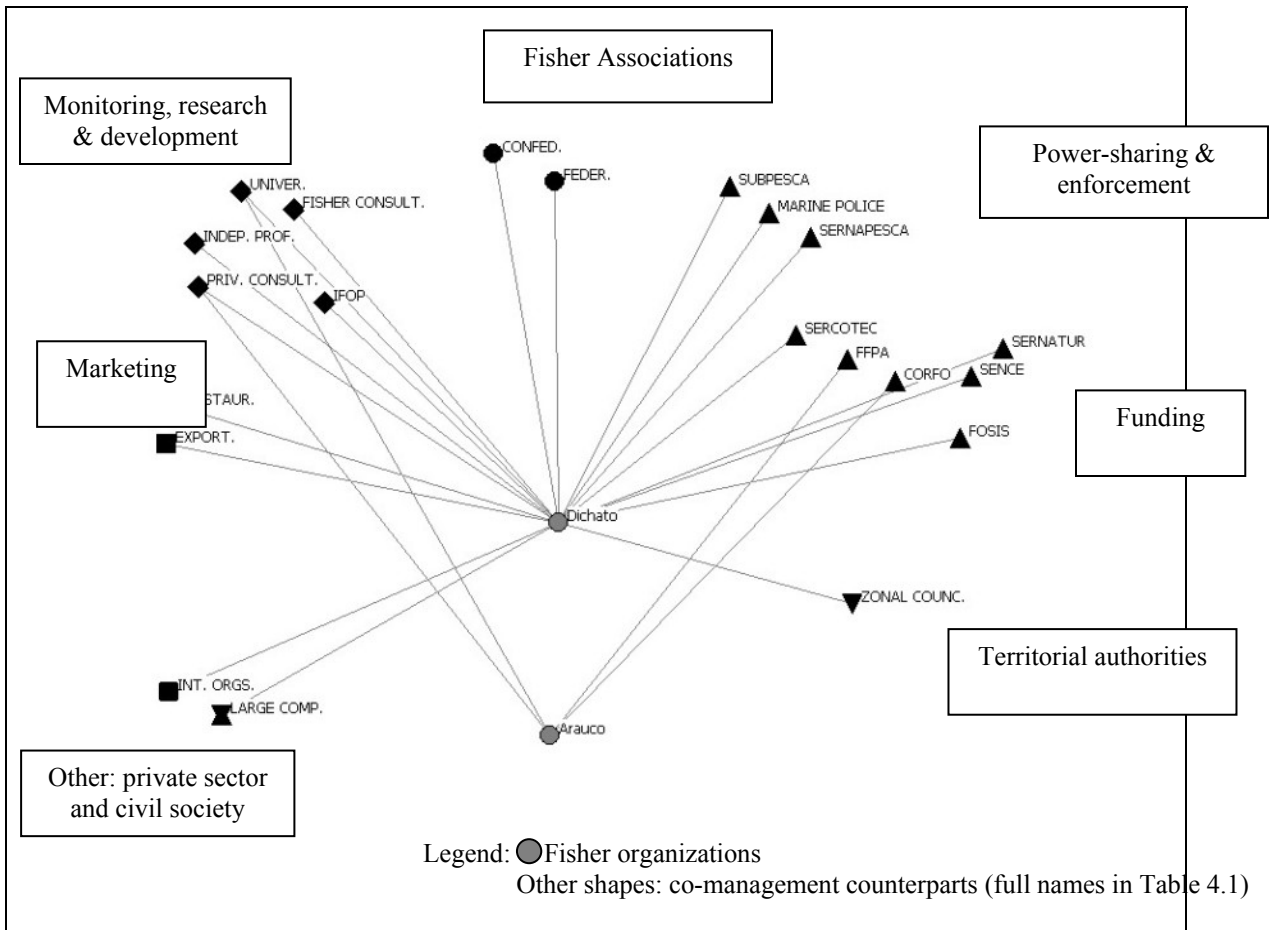 Fisher Associations
Monitoring, research
& development
Power-sharing &
enforcement
CONFED.
FEDER.
UNIVER.
FISHER CONSULT.
SUBPESCA
MARINE POLICE
SERNAPESCA
INDEP. PROF.
PRIV. CONSULT.
IFOP
SERCOTEC
FFPA
CORFO
SERNATUR
SENCE
Marketing
STAUR.
EXPORT.
Funding
FOSIS
Dichato
ZONAL COUNC.
Territorial authorities
INT. ORGS.
LARGE COMP.
Arauco
Other: private sector
and civil society
Legend: Fisher organizations
Other shapes: co-management counterparts (full names in Table 4.1)